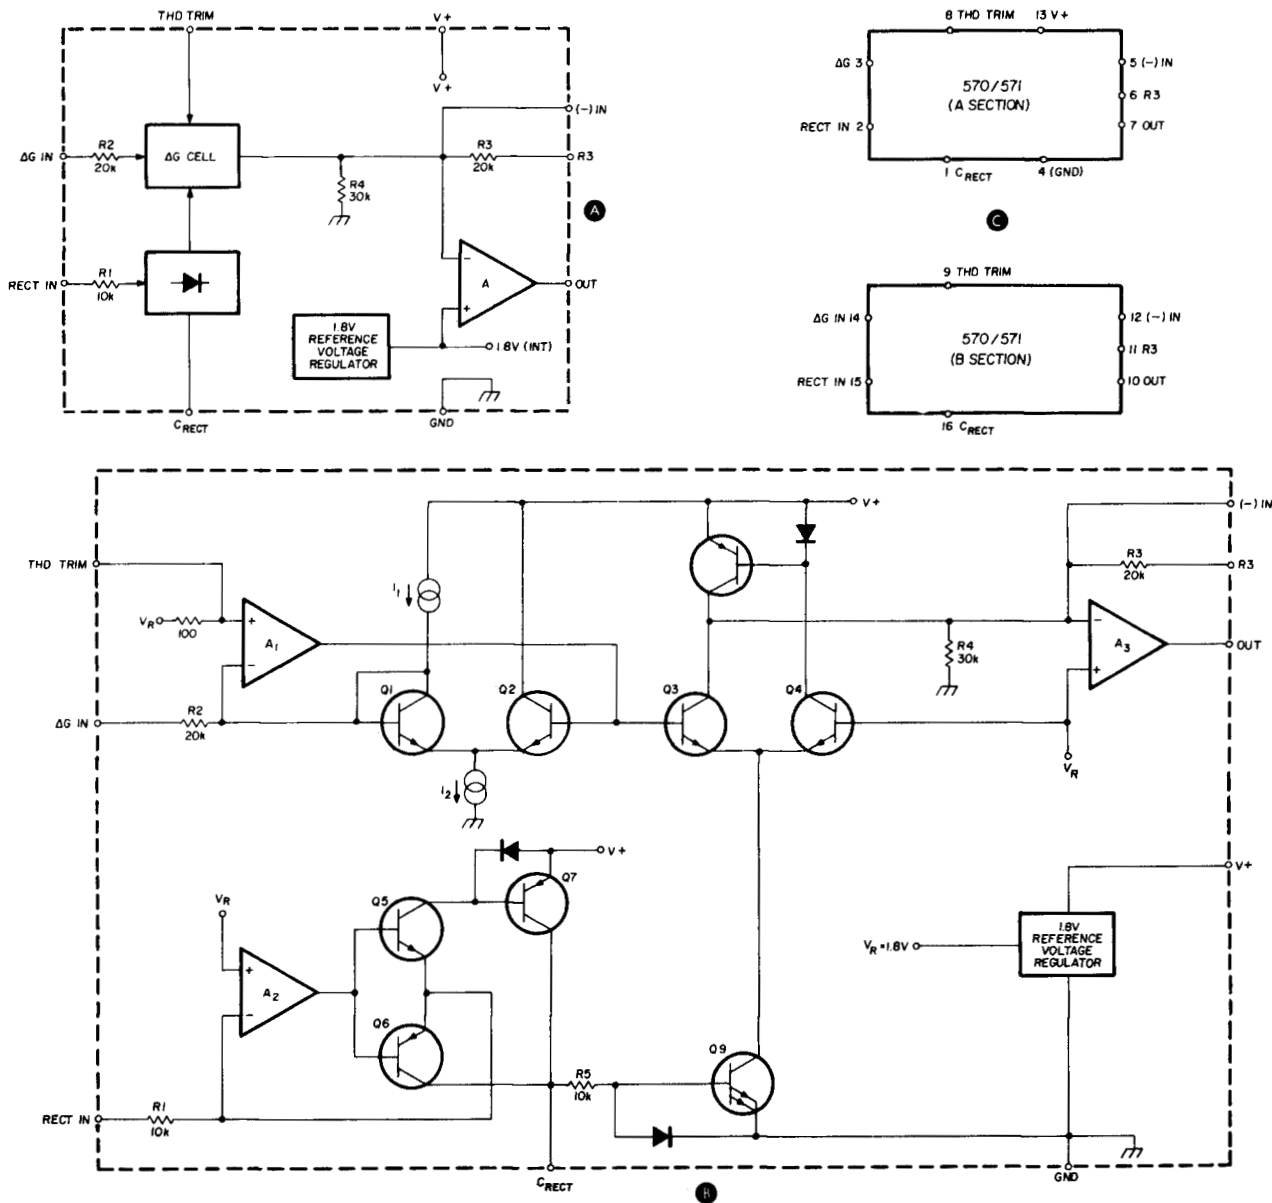 THD TRIM
V+
V+
(-) IN
ΔG IN
R2
20k
ΔG CELL
R3
20k
R3
R4
30k
A
RECT IN
R1
10k
A
OUT
1.8V
REFERENCE
VOLTAGE
REGULATOR
1.8V (INT)
CRECT
GND
8 THD TRIM
13 V+
ΔG 3
5 (-) IN
570/571
(A SECTION)
6 R3
RECT IN 2
7 OUT
1 CRECT
4 (GND)
C
9 THD TRIM
ΔG IN 14
12 (-) IN
570/571
(B SECTION)
11 R3
RECT IN 15
10 OUT
16 CRECT
V+
(-) IN
THD TRIM
I1
R3
20k
R3
VR
100
A1
R4
30k
A3
OUT
Q1
Q2
Q3
Q4
ΔG IN
R2
20k
VR
I2
V+
Q7
V+
VR
Q5
1.8V
REFERENCE
VOLTAGE
REGULATOR
VR=1.8V
A2
Q6
Q9
R5
10k
RECT IN
R1
10k
CRECT
GND
B